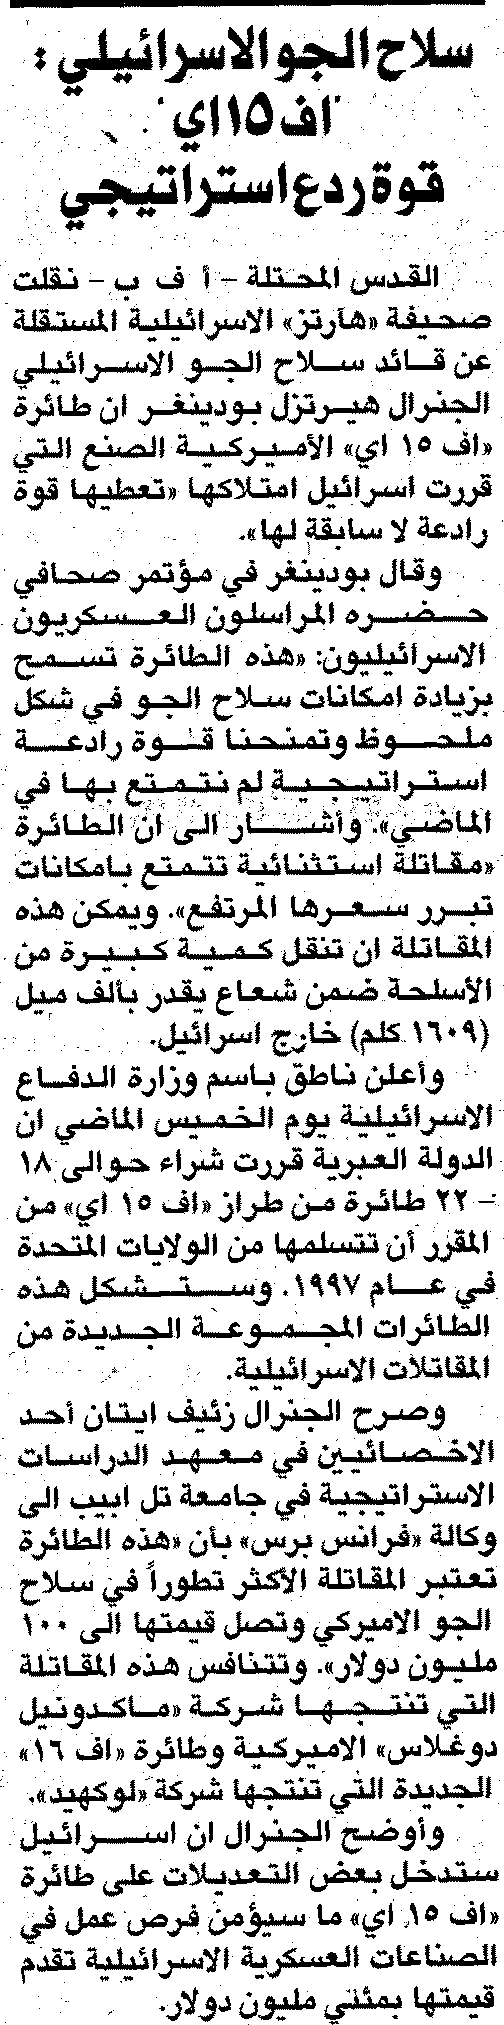 سلاح الجو الاسرائيلي :
"اف ١٥ اي"
قوة ردع استراتيجي
القدس المحتلة - أ ف ب - نقلت
صحيفة «هآرتز» الاسرائيلية المستقلة
عن قائد سلاح الجو الاسرائيلي
الجنرال هيرتزل بودينغر ان طائرة
«اف ١٥ اي» الأميركية الصنع التي
قررت اسرائيل امتلاكها «تعطيها قوة
رادعة لا سابقة لها».
وقال بودينغر في مؤتمر صحافي
حضره المراسلون العسكريون
الاسرائيليون: «هذه الطائرة تسمح
بزيادة امكانات سلاح الجو في شكل
ملحوظ وتمنحنا قوة رادعة
استراتيجية لم نتمتع بها في
الماضي». وأشار الى ان الطائرة
«مقاتلة استثنائية تتمتع بامكانات
تبرر سعرها المرتفع». ويمكن هذه
المقاتلة ان تنقل كمية كبيرة من
الأسلحة ضمن شعاع يقدر بألف ميل
(١٦٠٩ كلم) خارج اسرائيل.
وأعلن ناطق باسم وزارة الدفاع
الاسرائيلية يوم الخميس الماضي ان
الدولة العبرية قررت شراء حوالى ١٨
- ٢٢ طائرة من طراز «اف ١٥ اي» من
المقرر أن تتسلمها من الولايات المتحدة
في عام ١٩٩٧. وستشكل هذه
الطائرات المجموعة الجديدة من
المقاتلات الاسرائيلية.
وصرح الجنرال زئيف ايتان أحد
الاخصائيين في معهد الدراسات
الاستراتيجية في جامعة تل ابيب الى
وكالة «فرانس برس» بأن «هذه الطائرة
تعتبر المقاتلة الأكثر تطوراً في سلاح
الجو الاميركي وتصل قيمتها الى ١٠٠
مليون دولار». وتتنافس هذه المقاتلة
التي تنتجها شركة «ماكدونيل
دوغلاس» الاميركية وطائرة «اف ١٦»
الجديدة التي تنتجها شركة «لوكهيد».
وأوضح الجنرال ان اسرائيل
ستدخل بعض التعديلات على طائرة
«اف ١٥ اي» ما سيؤمن فرص عمل في
الصناعات العسكرية الاسرائيلية تقدم
قيمتها بمئتي مليون دولار.